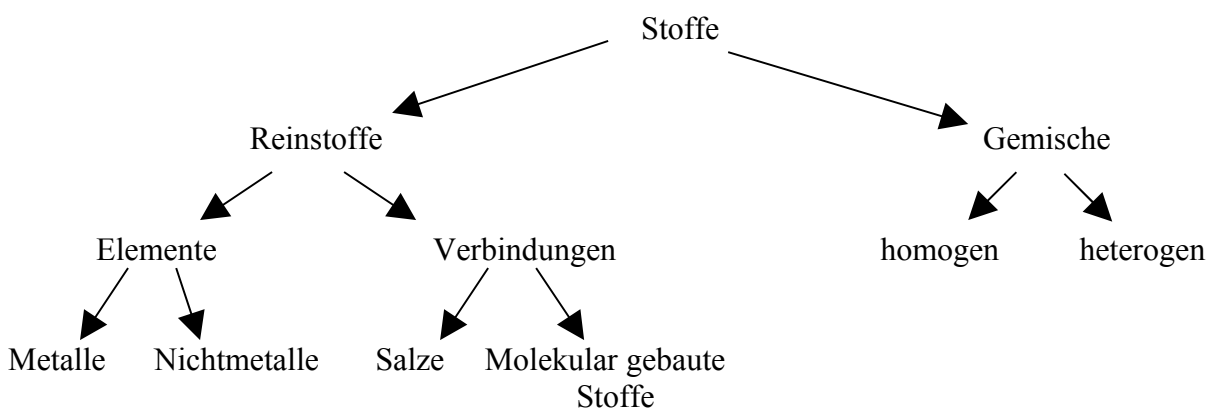 Stoffe
Reinstoffe Gemische
Elemente Verbindungen homogen heterogen
Metalle Nichtmetalle Salze Molekular gebaute
Stoffe